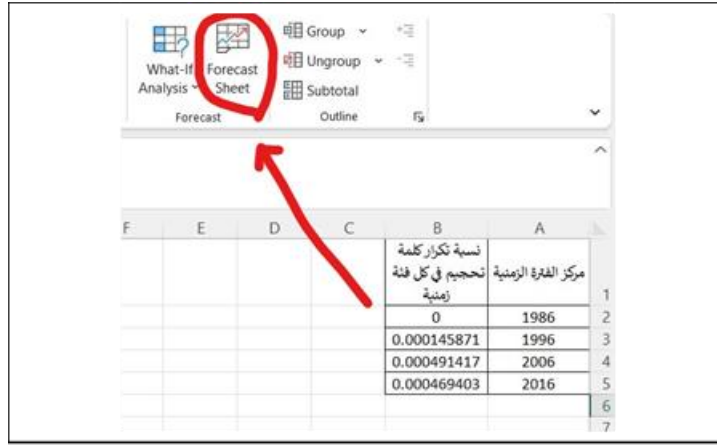 What-If
Analysis
Forecast
Sheet
Forecast
Group
Ungroup
Subtotal
Outline
F E D C B A
نسبة تكرار كلمة
تحجيم في كل فئة
زمنية
مركز الفترة الزمنية
1
0 1986 2
0.000145871 1996 3
0.000491417 2006 4
0.000469403 2016 5
6
7